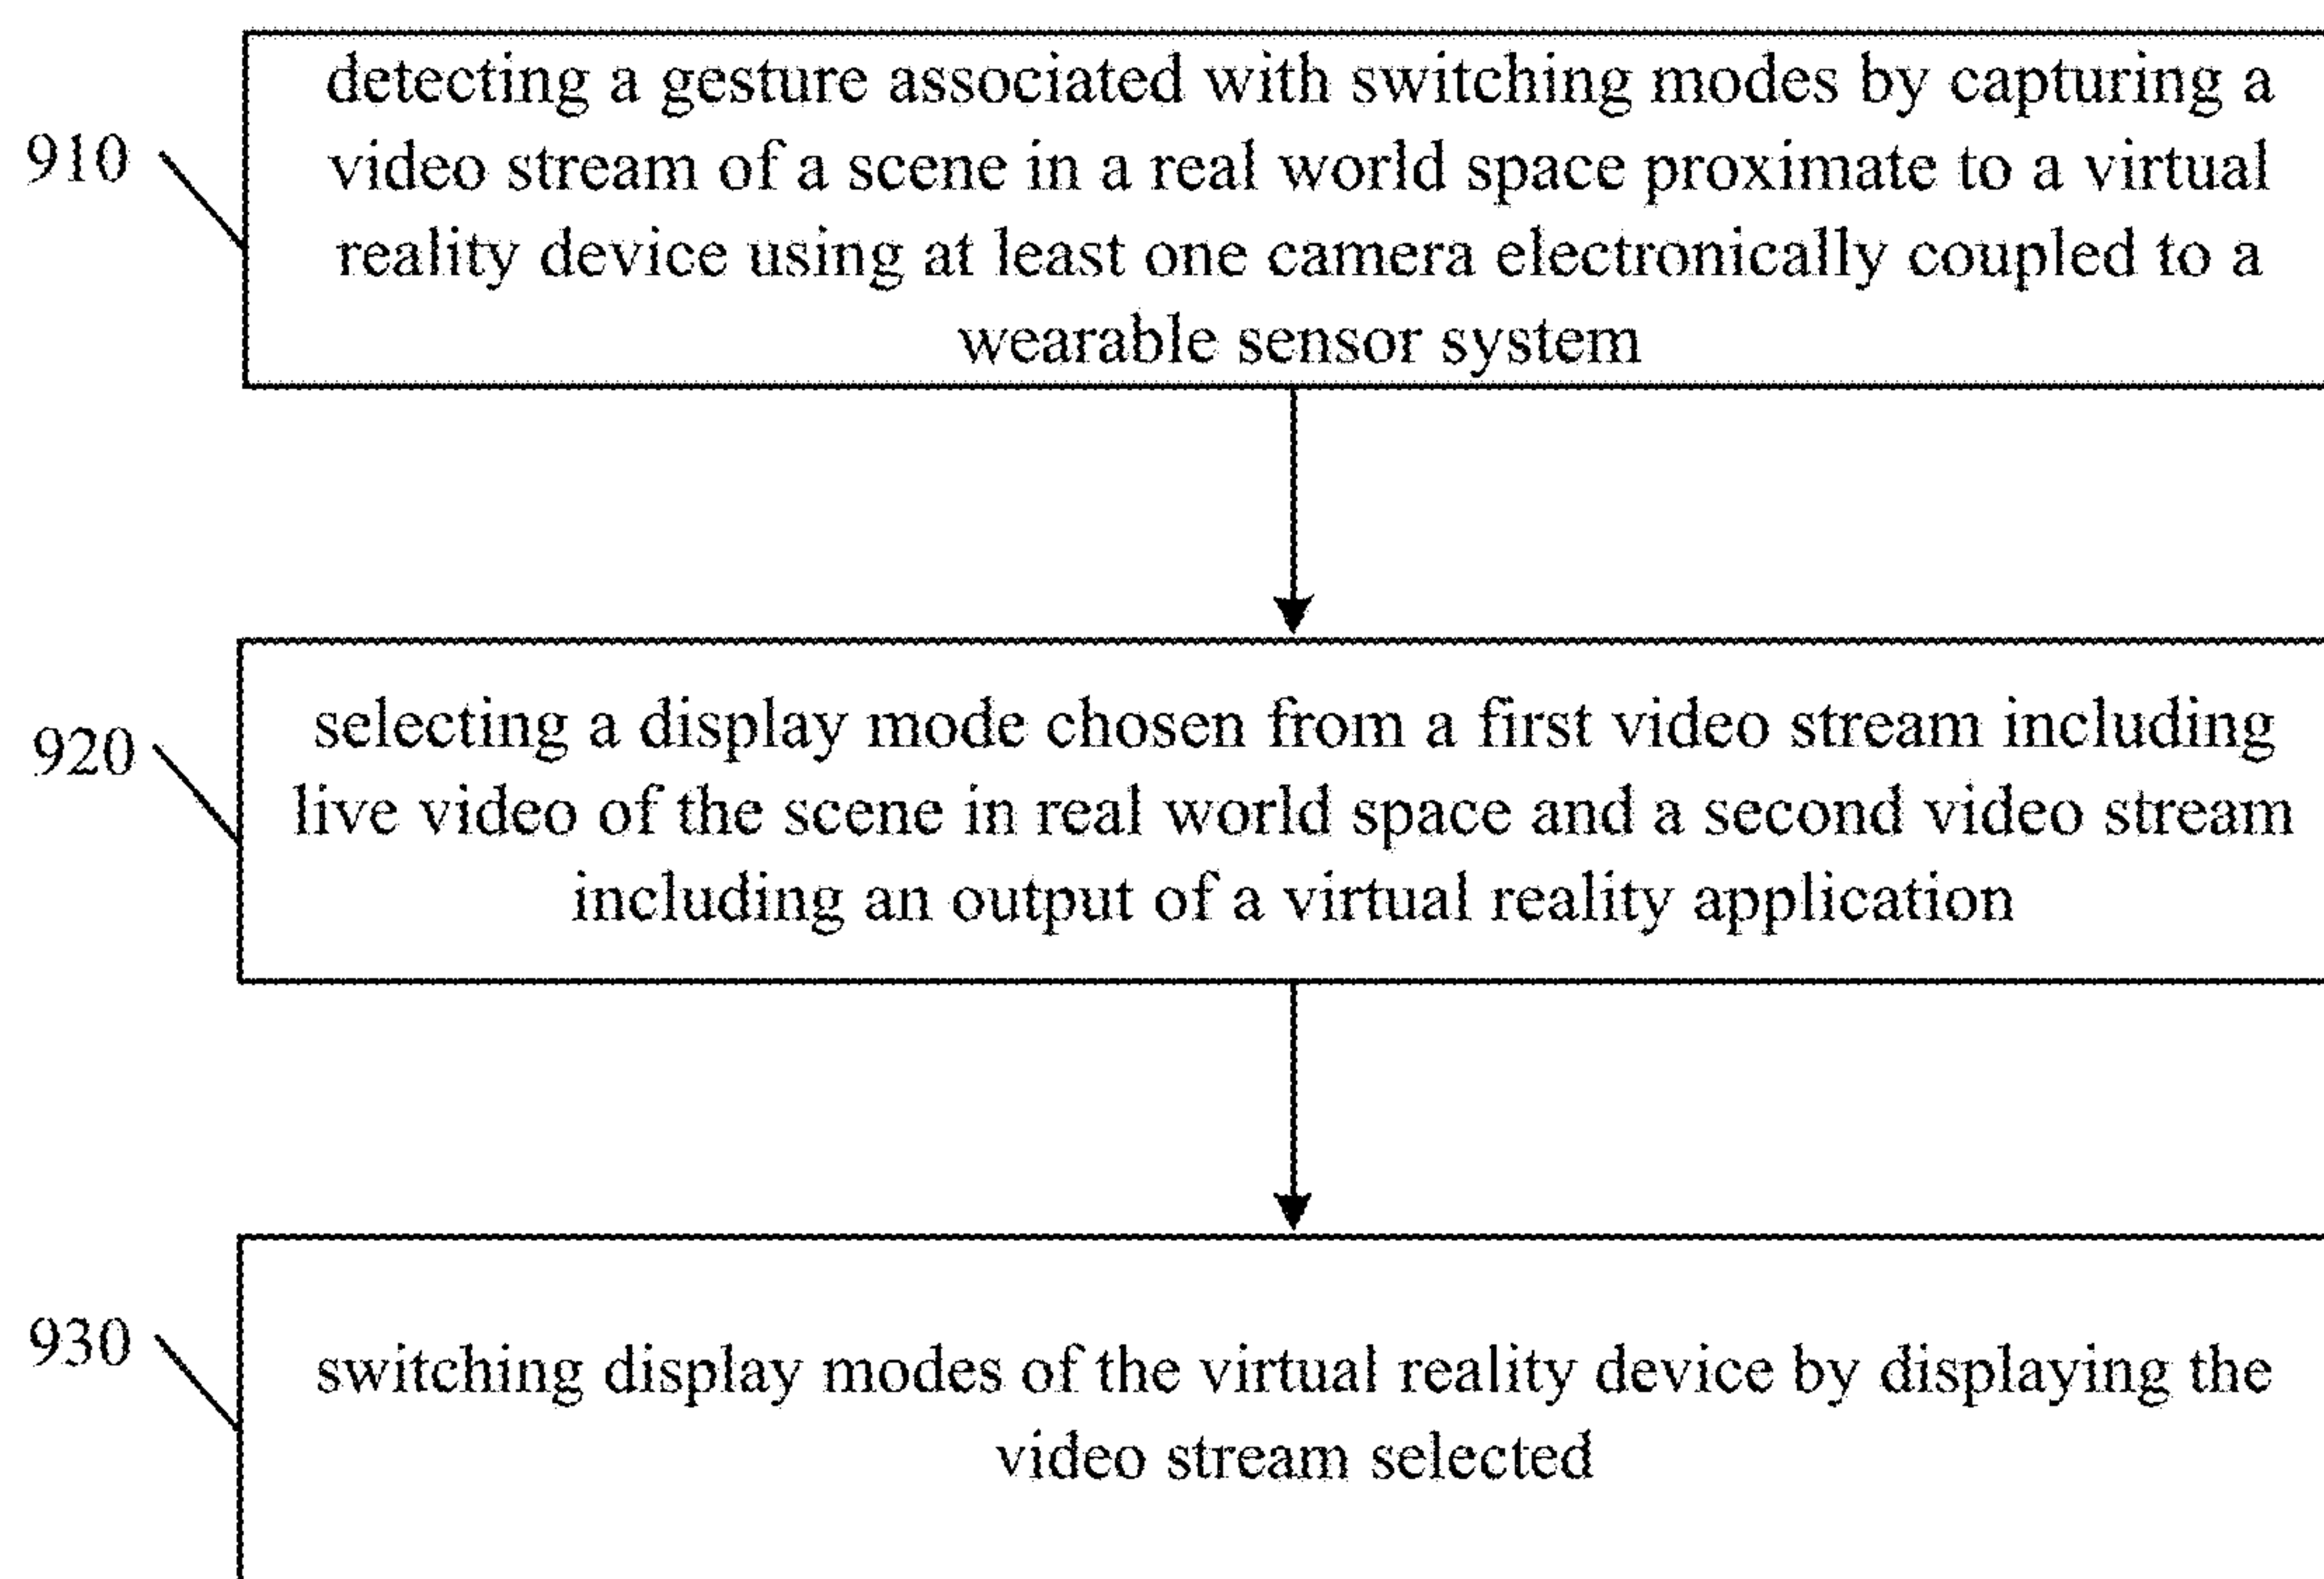 detecting a gesture associated with switching modes by capturing a
910
video stream of a scene in a real world space proximate to a virtual
reality device using at least one camera electronically coupled to a
wearable sensor system
selecting a display mode chosen from a first video stream including
920
live video of the scene in real world space and a second video stream
including an output of a virtual reality application
930
switching display modes of the virtual reality device by displaying the
video stream selected